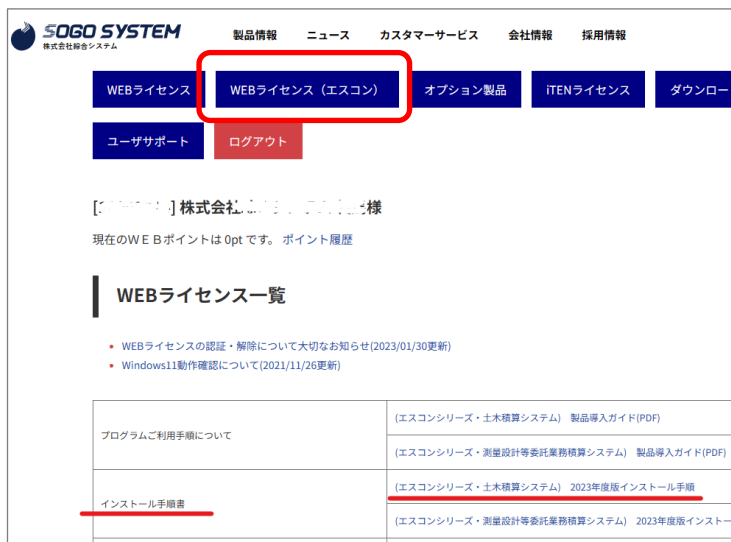 SOGO SYSTEM
株式会社綜合システム
製品情報 ニュース カスタマーサービス 会社情報 採用情報
WEBライセンス WEBライセンス（エスコン） オプション製品 iTENライセンス ダウンロー
ユーザサポート ログアウト
[ ] 株式会社 様
現在のＷＥＢポイントは 0pt です。 ポイント履歴
WEBライセンス一覧
WEBライセンスの認証・解除について大切なお知らせ(2023/01/30更新)
Windows11動作確認について(2021/11/26更新)
プログラムご利用手順について
(エスコンシリーズ・土木積算システム) 製品導入ガイド(PDF)
(エスコンシリーズ・測量設計等委託業務積算システム) 製品導入ガイド(PDF)
インストール手順書
(エスコンシリーズ・土木積算システム) 2023年度版インストール手順
(エスコンシリーズ・測量設計等委託業務積算システム) 2023年度版インスト